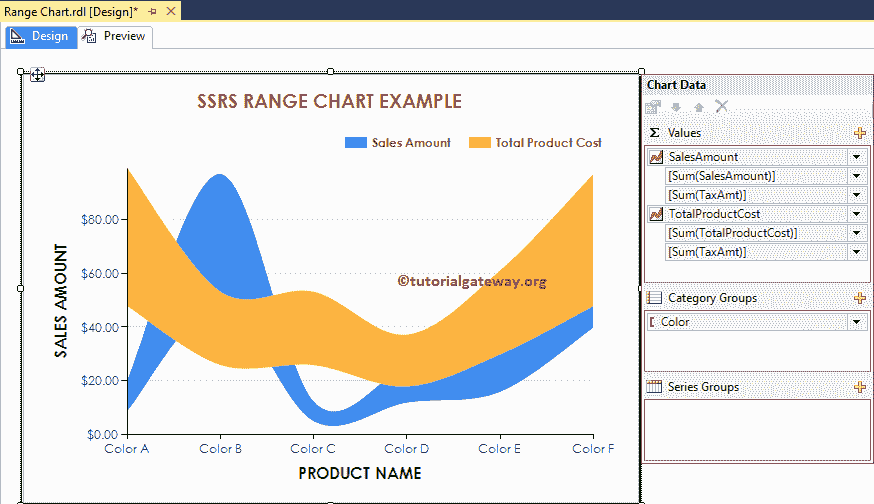 Range Chart.rdl [Design]*
Design
Preview
SSRS RANGE CHART EXAMPLE
Sales Amount
Total Product Cost
$80.00
$60.00
$40.00
$20.00
$0.00
SALES AMOUNT
©tutorialgateway.org
Color A
Color B
Color C
Color D
Color E
Color F
PRODUCT NAME
Chart Data
Σ Values
SalesAmount
[Sum(SalesAmount)]
[Sum(TaxAmt)]
TotalProductCost
[Sum(TotalProductCost)]
[Sum(TaxAmt)]
Category Groups
Color
Series Groups